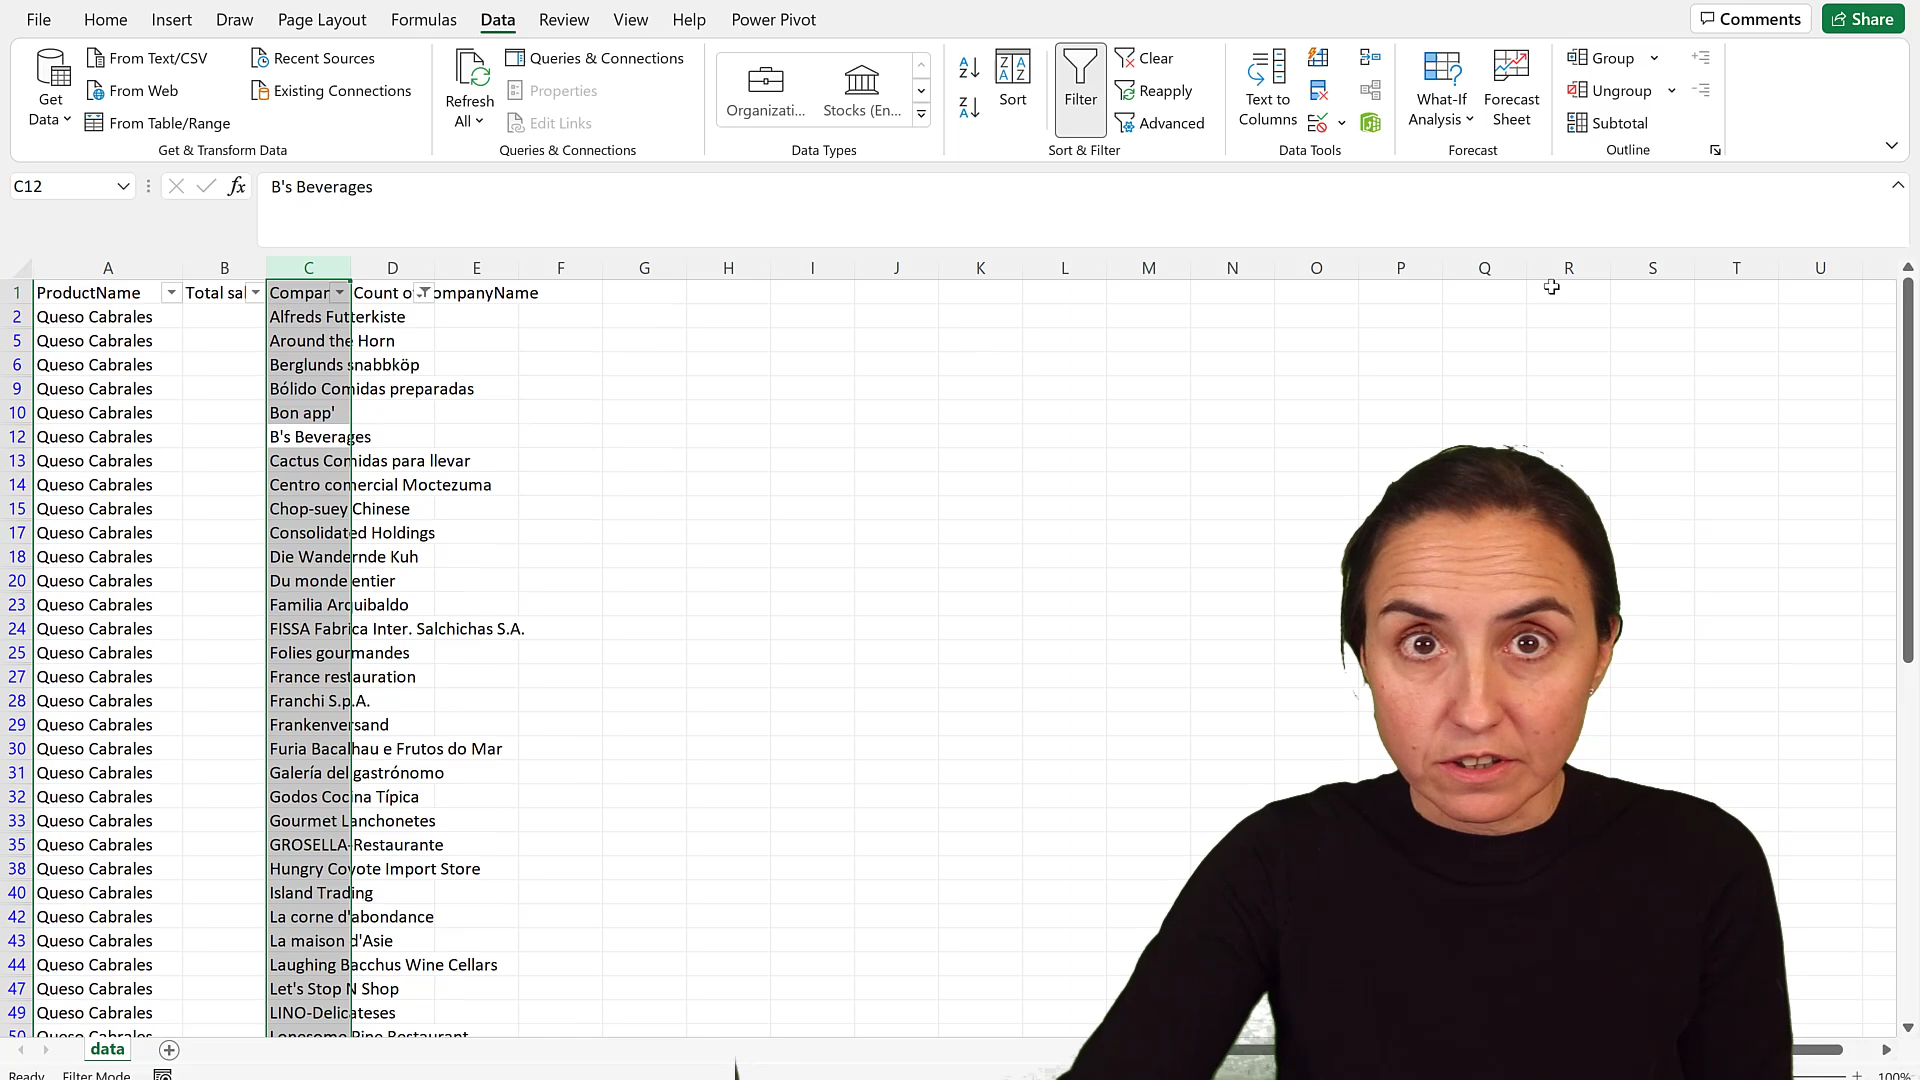 File Home Insert Draw Page Layout Formulas Data Review View Help Power Pivot Comments Share
Get Data
From Text/CSV
From Web
From Table/Range
Recent Sources
Existing Connections
Get & Transform Data
Refresh All
Queries & Connections
Properties
Edit Links
Queries & Connections
Organizati...
Stocks (En...
Data Types
Sort
Filter
Clear
Reapply
Advanced
Sort & Filter
Text to Columns
Data Tools
What-If Analysis
Forecast Sheet
Forecast
Group
Ungroup
Subtotal
Outline
C12 fx B's Beverages
A B C D E F G H I J K L M N O P Q R S T U
1 ProductName Total sal Compan Count o ompanyName
2 Queso Cabrales Alfreds Futterkiste
5 Queso Cabrales Around the Horn
6 Queso Cabrales Berglunds snabbköp
9 Queso Cabrales Bólido Comidas preparadas
10 Queso Cabrales Bon app'
12 Queso Cabrales B's Beverages
13 Queso Cabrales Cactus Comidas para llevar
14 Queso Cabrales Centro comercial Moctezuma
15 Queso Cabrales Chop-suey Chinese
17 Queso Cabrales Consolidated Holdings
18 Queso Cabrales Die Wandernde Kuh
20 Queso Cabrales Du monde entier
23 Queso Cabrales Familia Arquibaldo
24 Queso Cabrales FISSA Fabrica Inter. Salchichas S.A.
25 Queso Cabrales Folies gourmandes
27 Queso Cabrales France restauration
28 Queso Cabrales Franchi S.p.A.
29 Queso Cabrales Frankenversand
30 Queso Cabrales Furia Bacalhau e Frutos do Mar
31 Queso Cabrales Galería del gastrónomo
32 Queso Cabrales Godos Cocina Típica
33 Queso Cabrales Gourmet Lanchonetes
35 Queso Cabrales GROSELLA-Restaurante
38 Queso Cabrales Hungry Coyote Import Store
40 Queso Cabrales Island Trading
42 Queso Cabrales La corne d'abondance
43 Queso Cabrales La maison d'Asie
44 Queso Cabrales Laughing Bacchus Wine Cellars
47 Queso Cabrales Let's Stop N Shop
49 Queso Cabrales LINO-Delicateses
50 Queso Cabrales Lonesome Pine Restaurant
data
Ready Filter Mode 100%